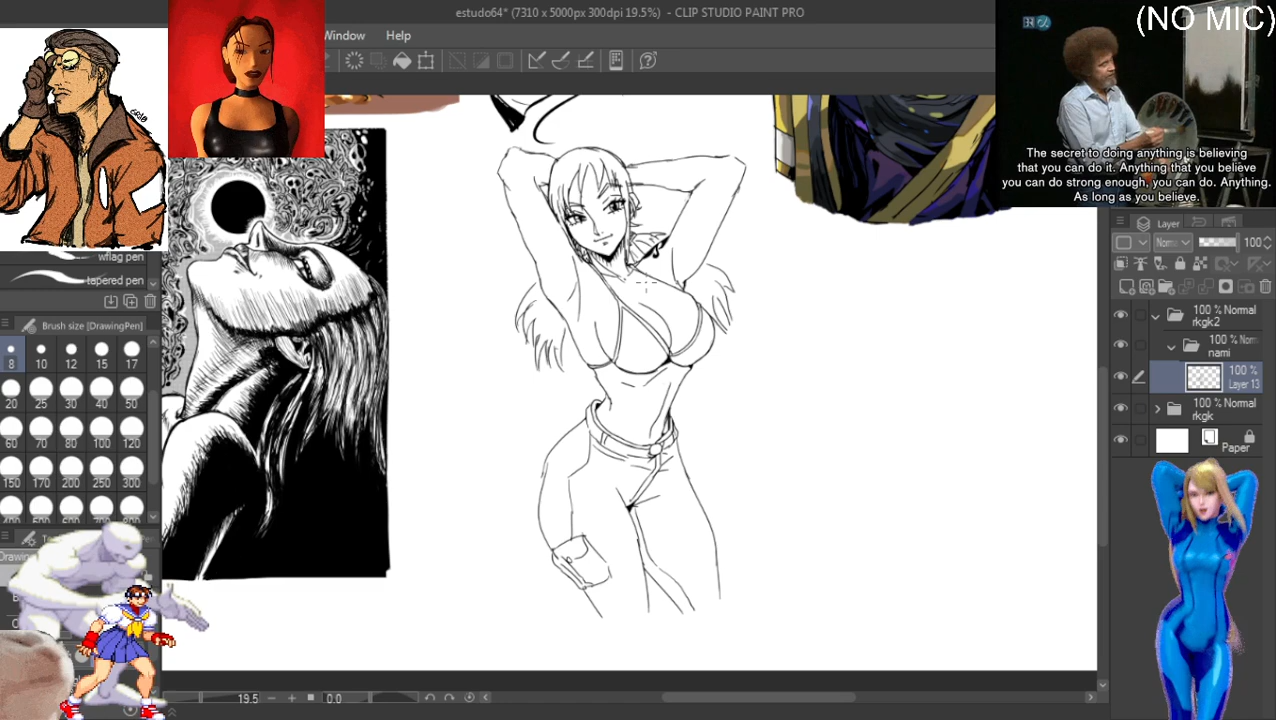 estudo64* (7310 x 5000px 300dpi 19.5%) - CLIP STUDIO PAINT PRO
(NO MIC)
Window Help
The secret to doing anything is believing
that you can do it. Anything that you believe
you can do strong enough, you can do. Anything.
As long as you believe.
wflag pen
tapered pen
Brush size [DrawingPen]
8 10 12 15 17
20 25 30 40 50
60 70 80 100 120
150 170 200 250 300
Layer
100
100 % Normal
rkgk2
nami
100 %
Layer 13
100 % Normal
rkgk
Paper
19.5
0.0